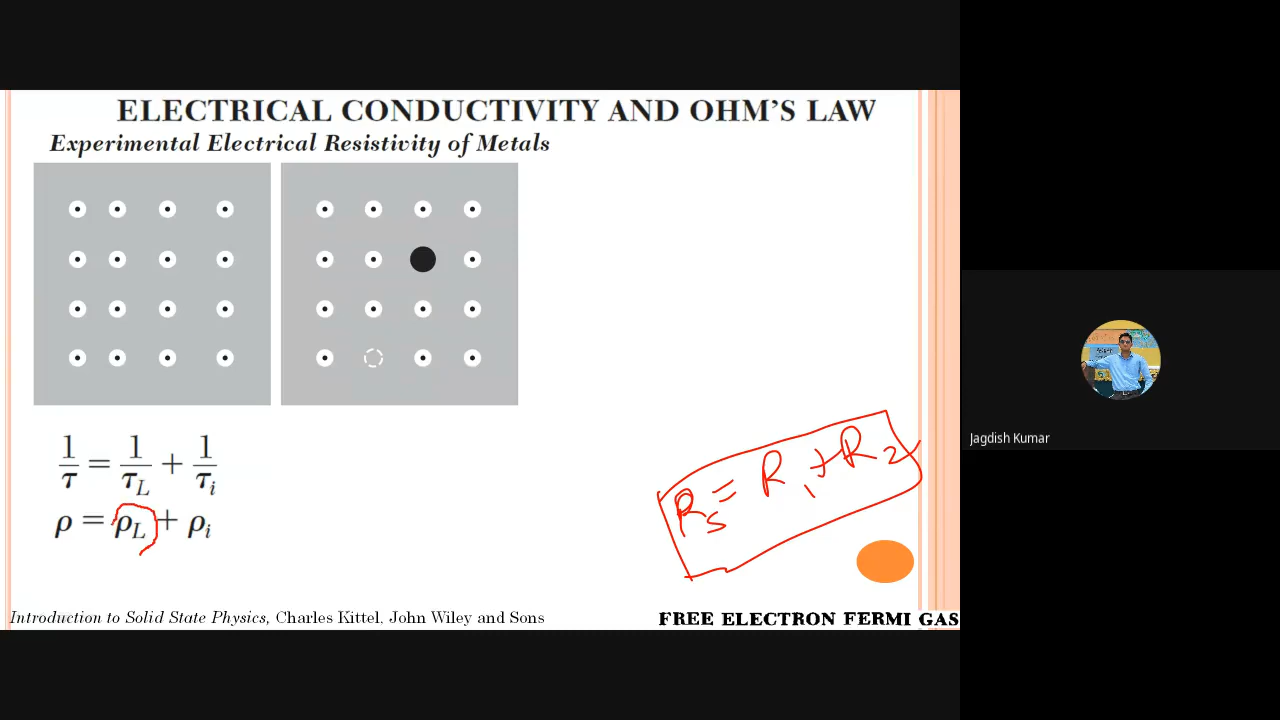 ELECTRICAL CONDUCTIVITY AND OHM'S LAW
Experimental Electrical Resistivity of Metals
1/τ = 1/τ_L + 1/τ_i
ρ = ρ_L + ρ_i
R_S = R_1 + R_2
Jagdish Kumar
Introduction to Solid State Physics, Charles Kittel, John Wiley and Sons
FREE ELECTRON FERMI GAS